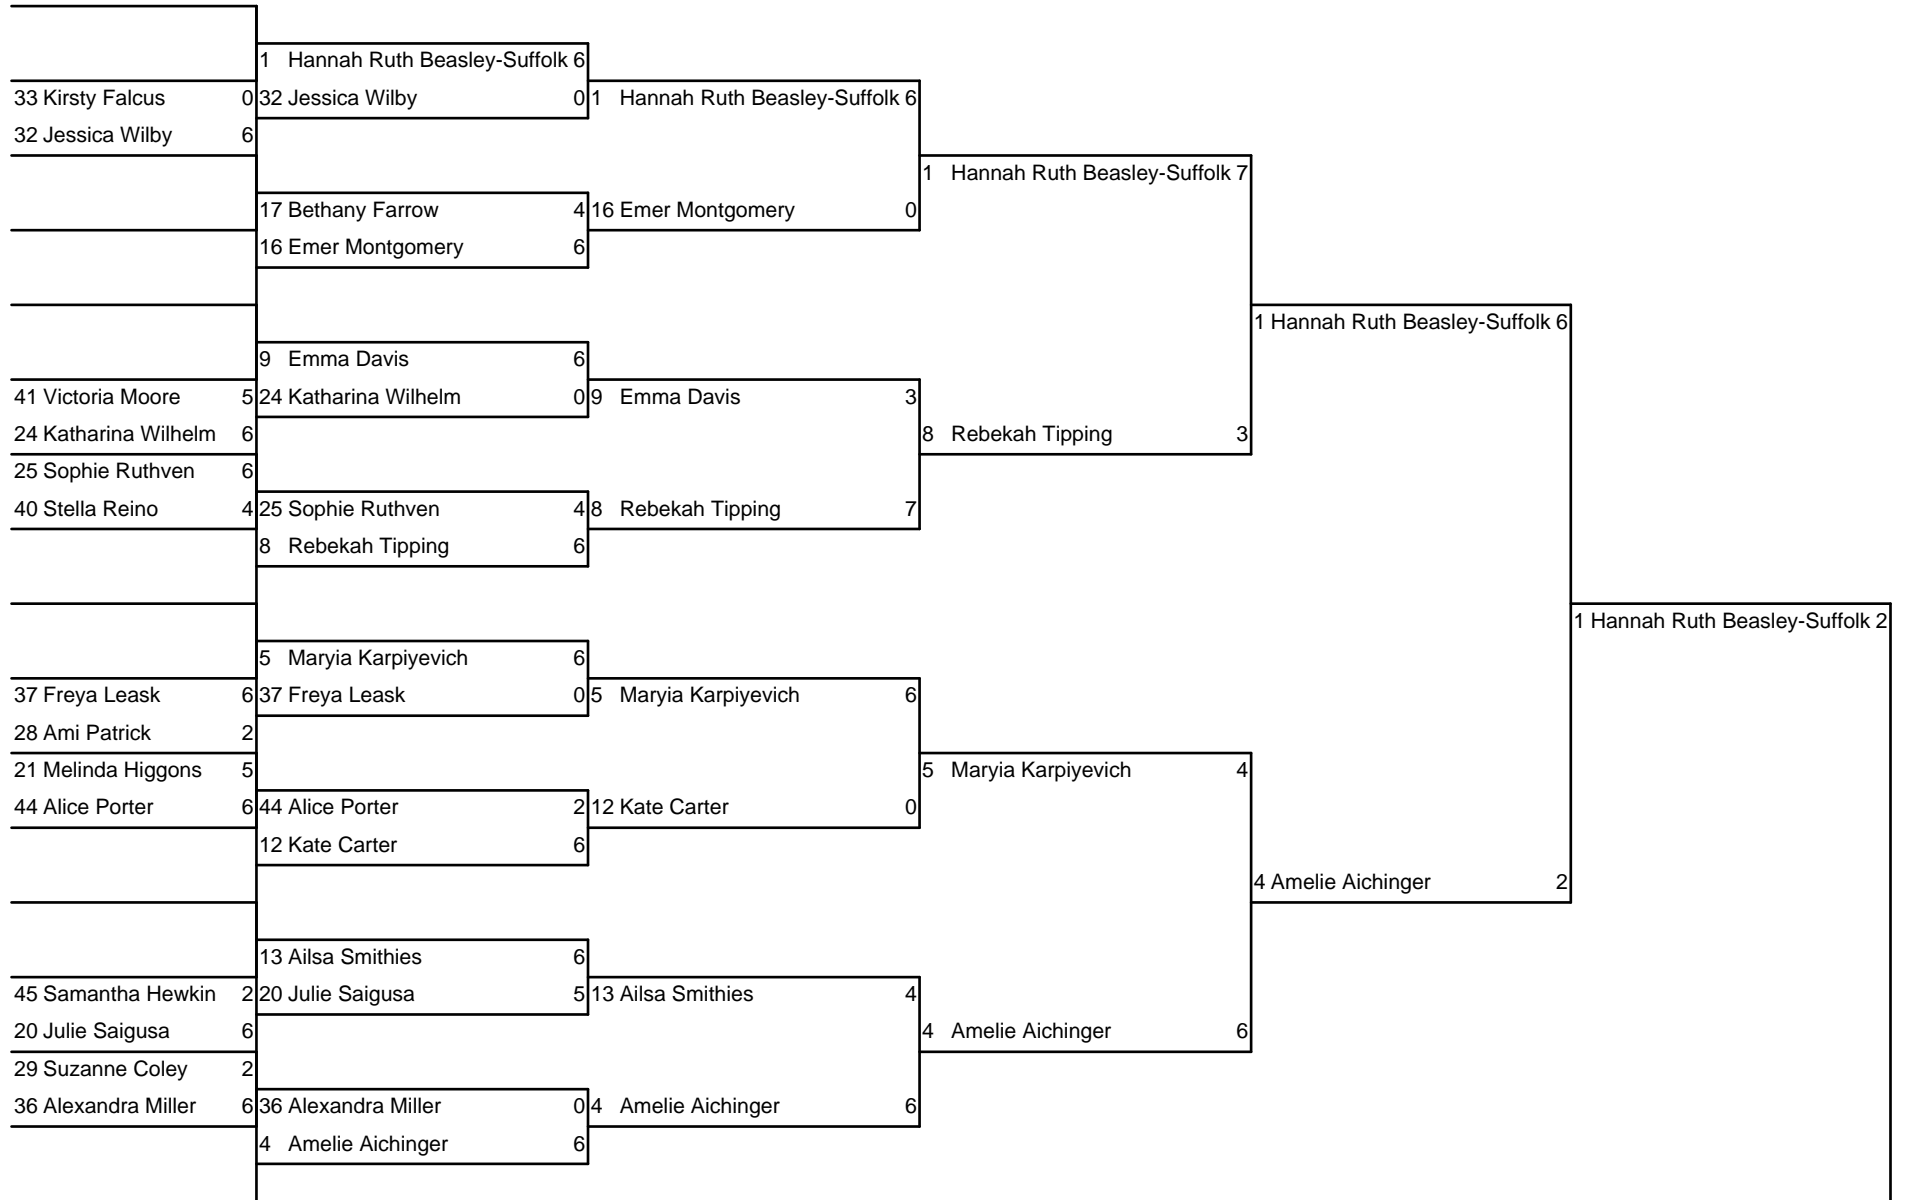 1 Hannah Ruth Beasley-Suffolk 6
33 Kirsty Falcus 0 32 Jessica Wilby 0 1 Hannah Ruth Beasley-Suffolk 6
32 Jessica Wilby 6
1 Hannah Ruth Beasley-Suffolk 7
17 Bethany Farrow 4 16 Emer Montgomery 0
16 Emer Montgomery 6
1 Hannah Ruth Beasley-Suffolk 6
9 Emma Davis 6
41 Victoria Moore 5 24 Katharina Wilhelm 0 9 Emma Davis 3
24 Katharina Wilhelm 6 8 Rebekah Tipping 3
25 Sophie Ruthven 6
40 Stella Reino 4 25 Sophie Ruthven 4 8 Rebekah Tipping 7
8 Rebekah Tipping 6
1 Hannah Ruth Beasley-Suffolk 2
5 Maryia Karpiyevich 6
37 Freya Leask 6 37 Freya Leask 0 5 Maryia Karpiyevich 6
28 Ami Patrick 2
21 Melinda Higgons 5 5 Maryia Karpiyevich 4
44 Alice Porter 6 44 Alice Porter 2 12 Kate Carter 0
12 Kate Carter 6
4 Amelie Aichinger 2
13 Ailsa Smithies 6
45 Samantha Hewkin 2 20 Julie Saigusa 5 13 Ailsa Smithies 4
20 Julie Saigusa 6 4 Amelie Aichinger 6
29 Suzanne Coley 2
36 Alexandra Miller 6 36 Alexandra Miller 0 4 Amelie Aichinger 6
4 Amelie Aichinger 6